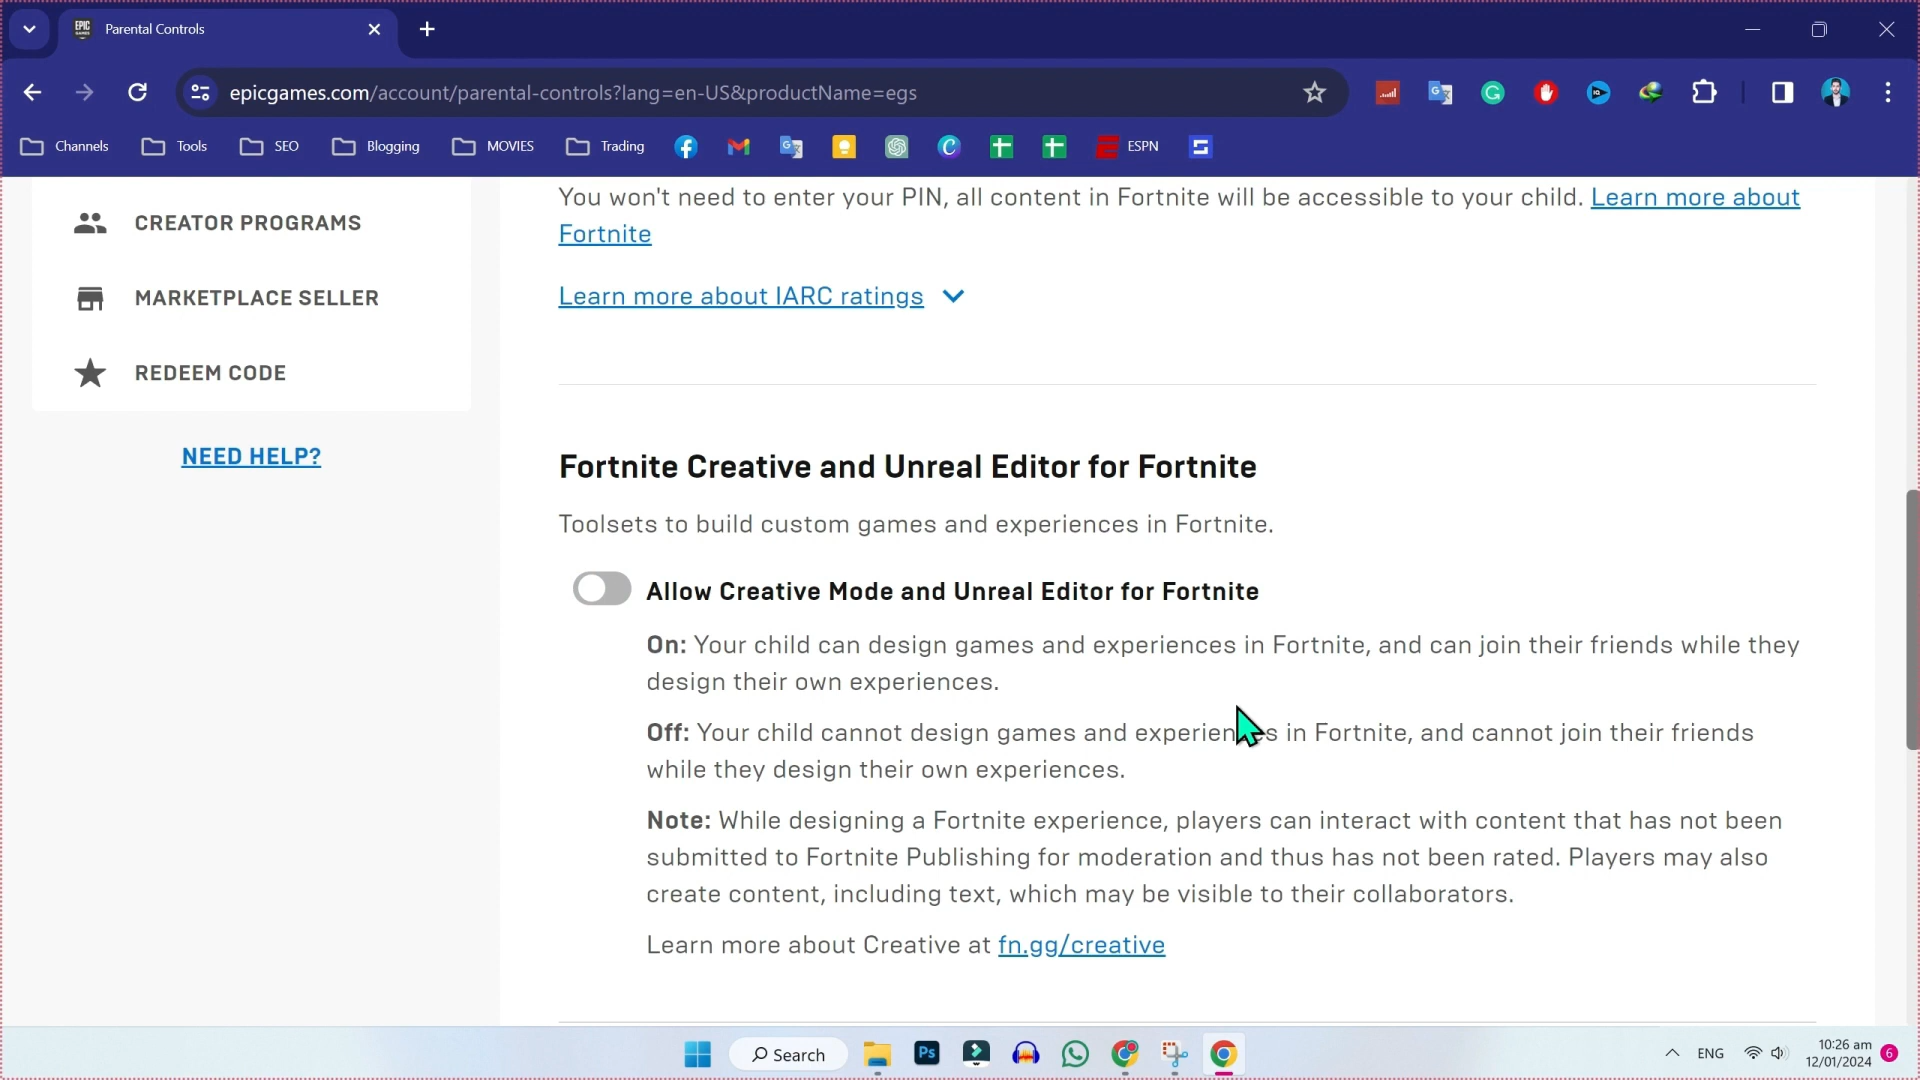 EPIC GAMES
Parental Controls
epicgames.com/account/parental-controls?lang=en-US&productName=egs
Channels
Tools
SEO
Blogging
MOVIES
Trading
ESPN
CREATOR PROGRAMS
MARKETPLACE SELLER
REDEEM CODE
NEED HELP?
You won't need to enter your PIN, all content in Fortnite will be accessible to your child. Learn more about
Fortnite
Learn more about IARC ratings
Fortnite Creative and Unreal Editor for Fortnite
Toolsets to build custom games and experiences in Fortnite.
Allow Creative Mode and Unreal Editor for Fortnite
On: Your child can design games and experiences in Fortnite, and can join their friends while they
design their own experiences.
Off: Your child cannot design games and experiences in Fortnite, and cannot join their friends
while they design their own experiences.
Note: While designing a Fortnite experience, players can interact with content that has not been
submitted to Fortnite Publishing for moderation and thus has not been rated. Players may also
create content, including text, which may be visible to their collaborators.
Learn more about Creative at fn.gg/creative
Search
Ps
ENG
10:26 am
12/01/2024
6